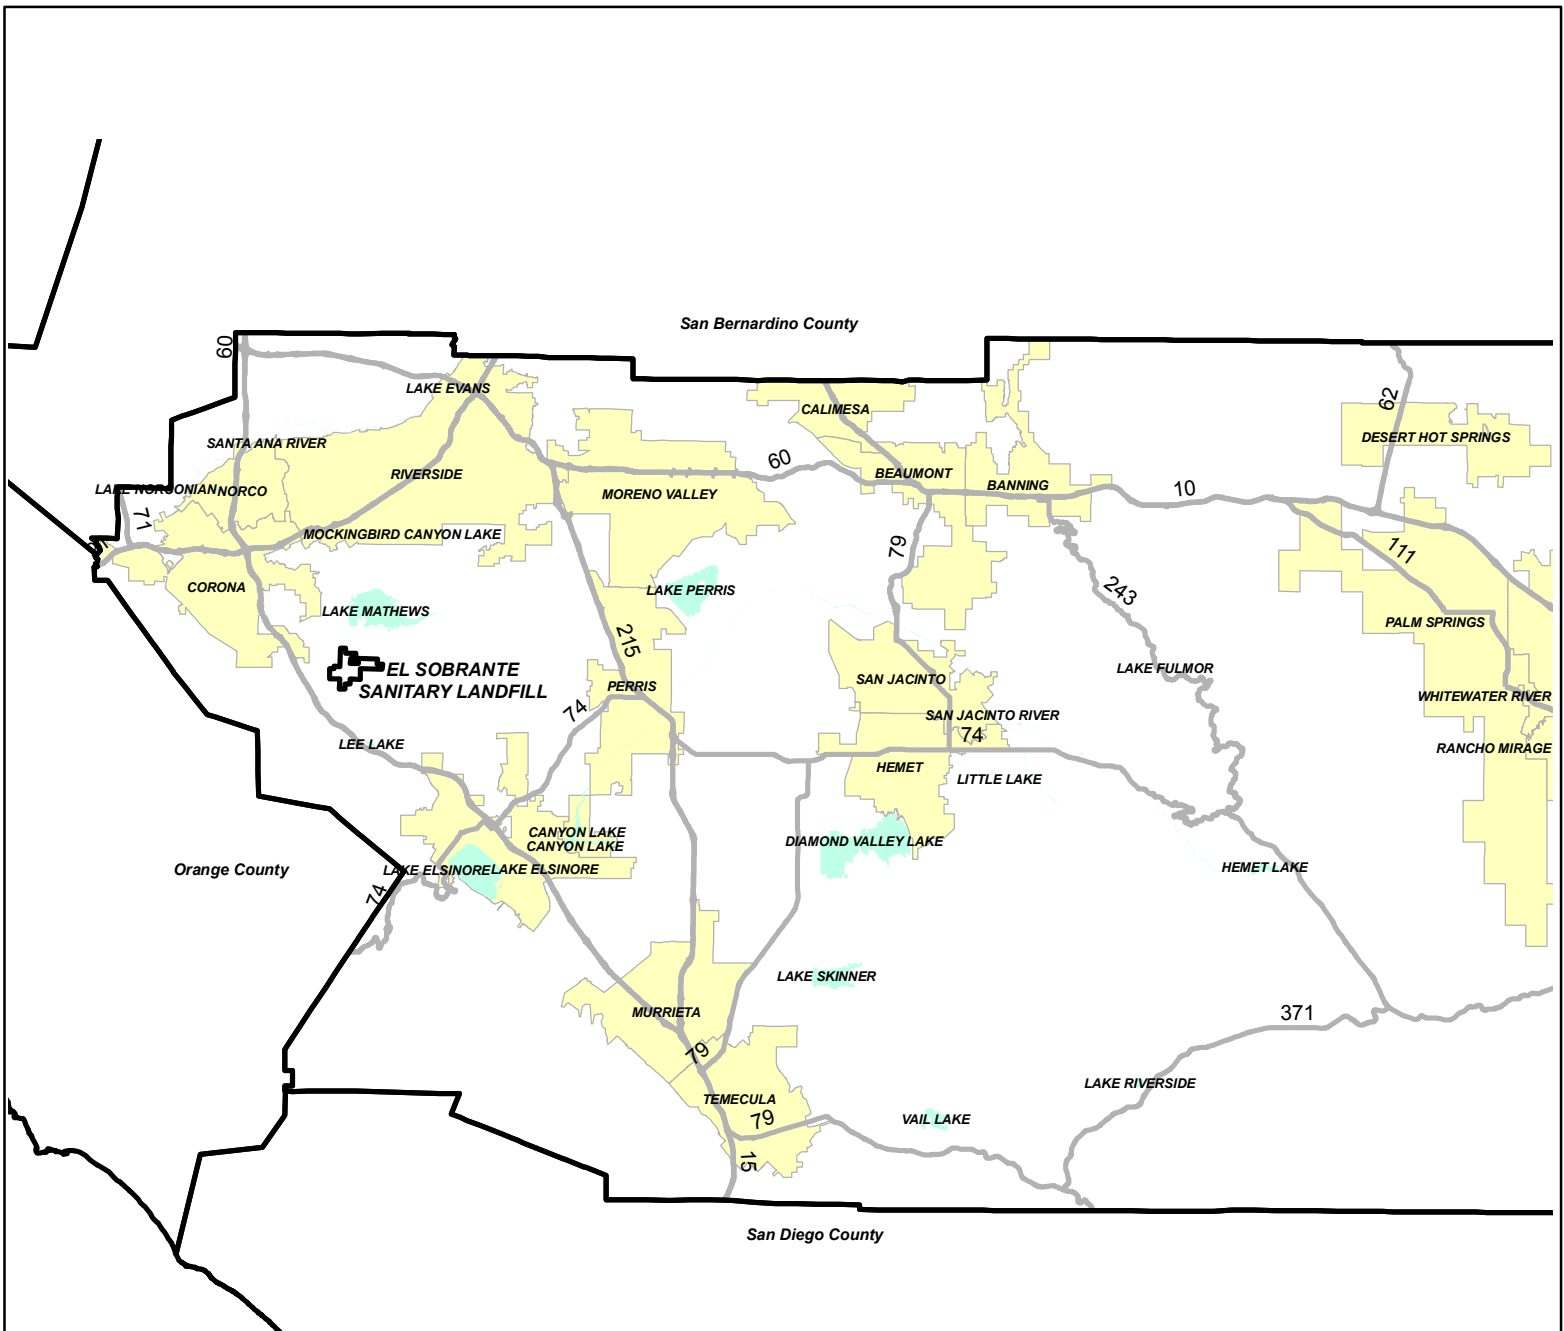 San Bernardino County
60
LAKE EVANS
62
CALIMESA
SANTA ANA RIVER
DESERT HOT SPRINGS
60
RIVERSIDE
BEAUMONT
LAKE NORCONIAN
NORCO
MORENO VALLEY
BANNING
10
71
MOCKINGBIRD CANYON LAKE
79
111
CORONA
LAKE PERRIS
243
LAKE MATHEWS
PALM SPRINGS
215
EL SOBRANTE
SANITARY LANDFILL
PERRIS
SAN JACINTO
LAKE FULMOR
WHITEWATER RIVER
74
SAN JACINTO RIVER
74
LEE LAKE
RANCHO MIRAGE
HEMET
LITTLE LAKE
CANYON LAKE
CANYON LAKE
DIAMOND VALLEY LAKE
Orange County
LAKE ELSINORE
LAKE ELSINORE
HEMET LAKE
74
LAKE SKINNER
MURRIETA
371
79
LAKE RIVERSIDE
TEMECULA
79
VAIL LAKE
15
San Diego County